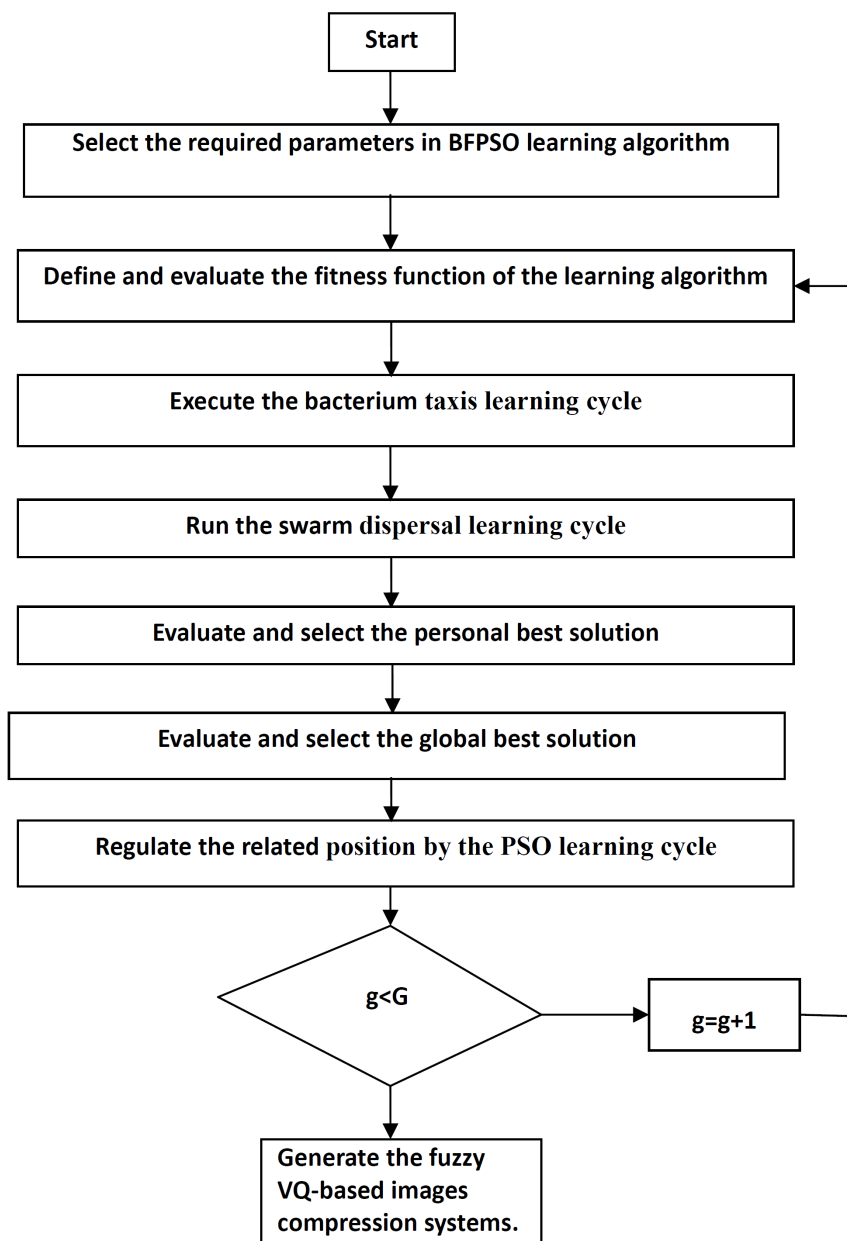 Start
Select the required parameters in BFPSO learning algorithm
Define and evaluate the fitness function of the learning algorithm
Execute the bacterium taxis learning cycle
Run the swarm dispersal learning cycle
Evaluate and select the personal best solution
Evaluate and select the global best solution
Regulate the related position by the PSO learning cycle
g<G
g=g+1
Generate the fuzzy
VQ-based images
compression systems.